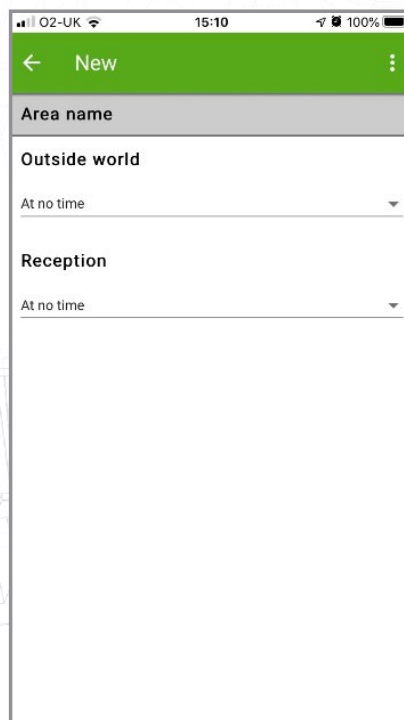 O2-UK 15:10 100%
New
Area name
Outside world
At no time
Reception
At no time